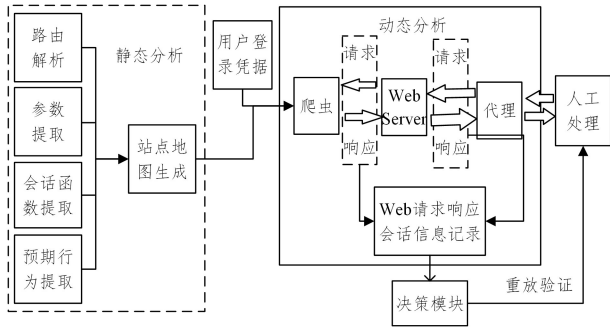 路由
解析
参数
提取
会话函
数提取
预期行
为提取
静态分析
站点地
图生成
用户登
录凭据
动态分析
爬虫
请求
响应
Web
Server
请求
响应
代理
人工
处理
Web请求响应
会话信息记录
决策模块
重放验证